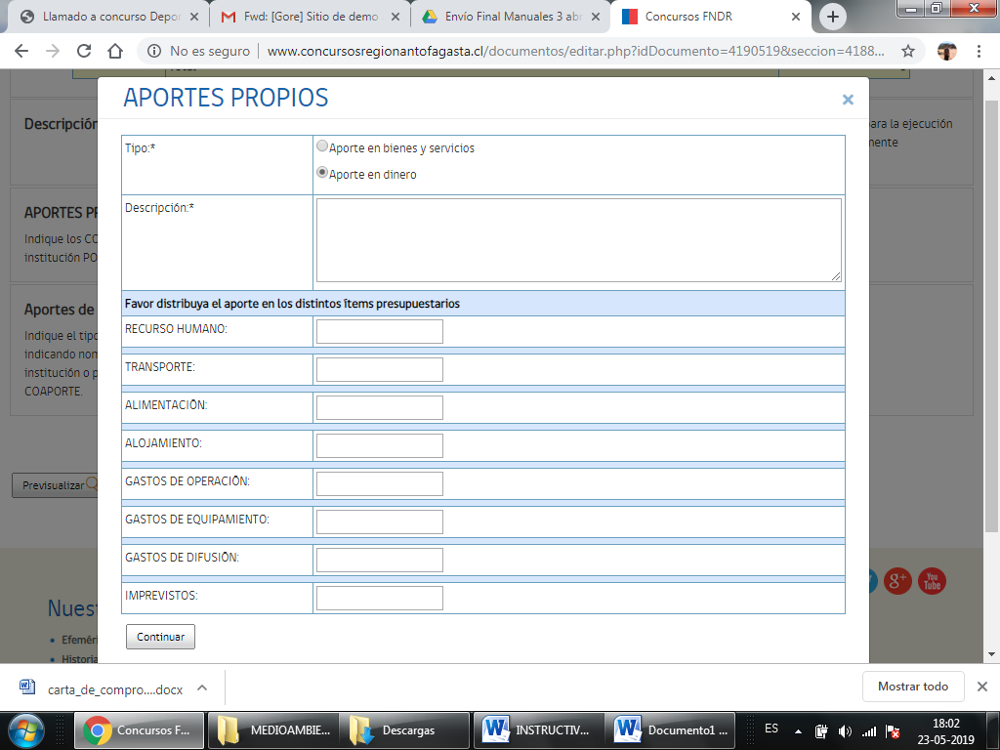 Llamado a concurso Depor
Fwd: [Gore] Sitio de demo
Envío Final Manuales 3 abr
Concursos FNDR
No es seguro
www.concursosregionantofagasta.cl/documentos/editar.php?idDocumento=4190519&seccion=4188...
APORTES PROPIOS
Descripción
ara la ejecución
mente
Tipo:*
Aporte en bienes y servicios
Aporte en dinero
Descripción:*
APORTES P
Indique los CO
institución PO
Favor distribuya el aporte en los distintos ítems presupuestarios
Aportes de
Indique el tipo
indicando nom
institución o p
COAPORTE.
RECURSO HUMANO:
TRANSPORTE:
ALIMENTACIÓN:
ALOJAMIENTO:
GASTOS DE OPERACIÓN:
GASTOS DE EQUIPAMIENTO:
GASTOS DE DIFUSIÓN:
IMPREVISTOS:
Previsualizar
Continuar
g+
You
Tube
Nuest
Efemér
Historia
carta_de_compro....docx
Mostrar todo
Concursos F...
MEDIOAMBIE...
Descargas
INSTRUCTIV...
Documento1 ...
ES
18:02
23-05-2019